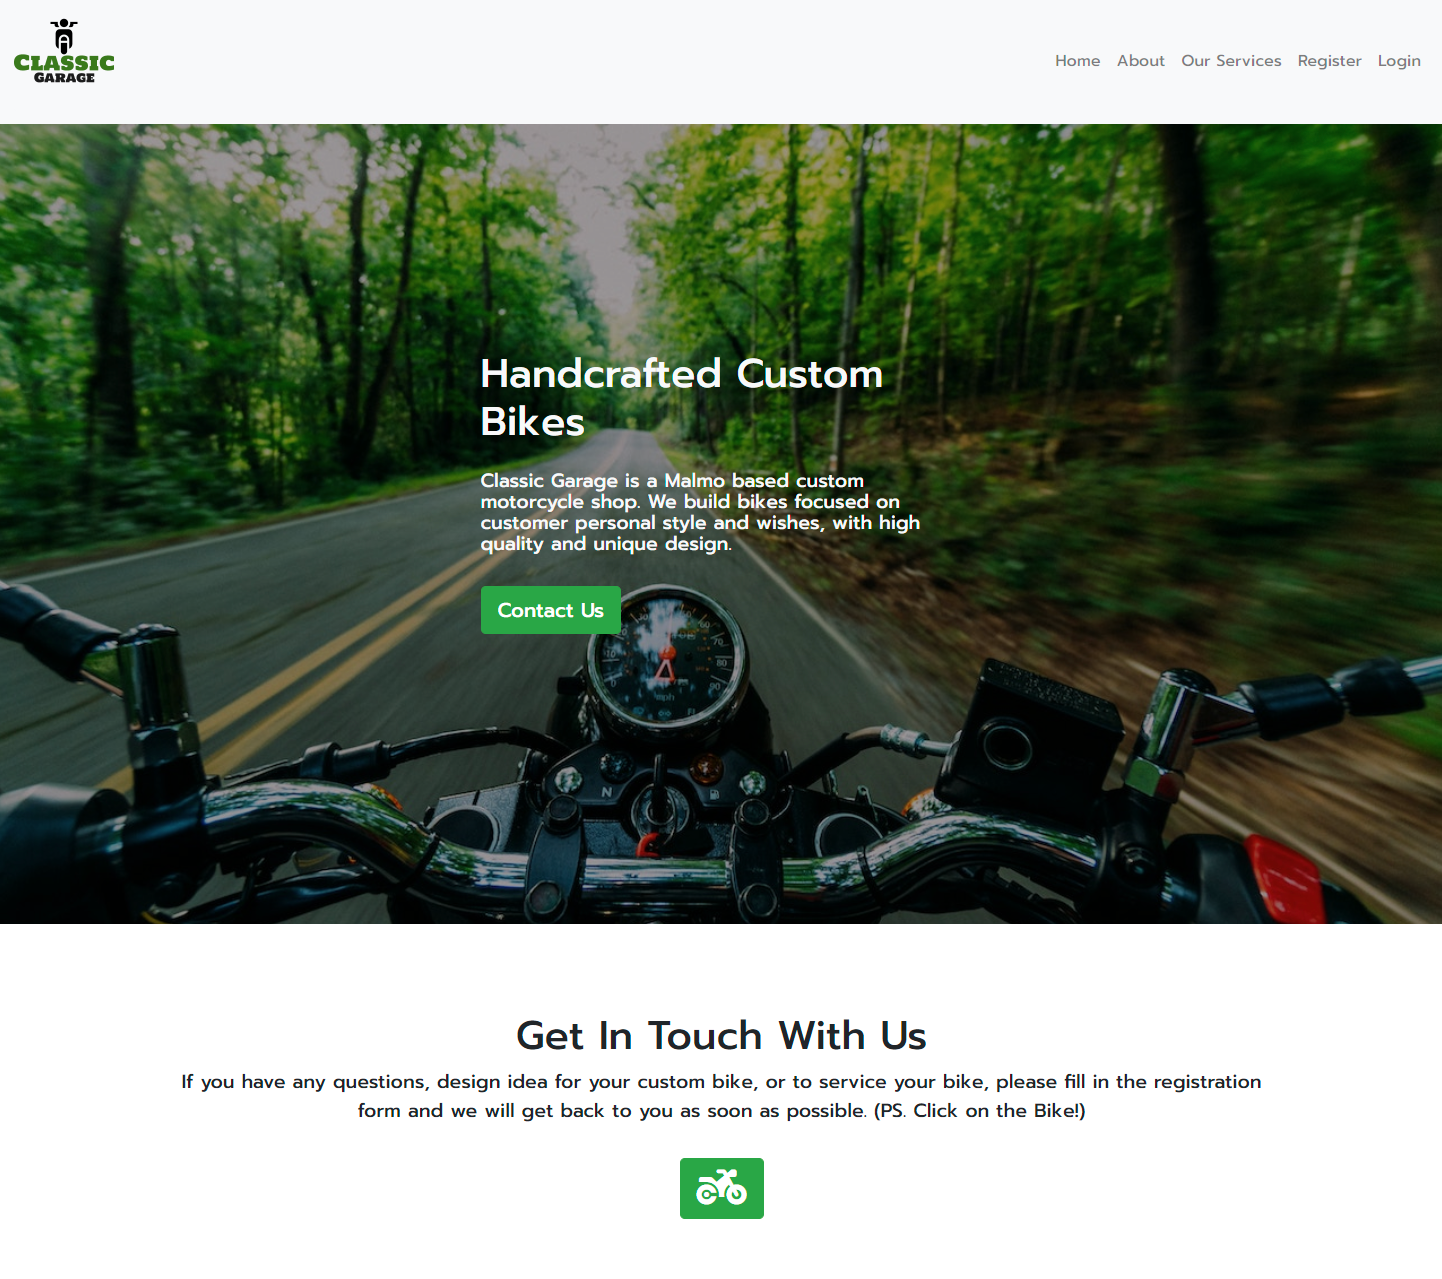 CLASSIC
GARAGE
Home About Our Services Register Login
Handcrafted Custom
Bikes
Classic Garage is a Malmo based custom
motorcycle shop. We build bikes focused on
customer personal style and wishes, with high
quality and unique design.
Contact Us
70
80
90
mph
N
Get In Touch With Us
If you have any questions, design idea for your custom bike, or to service your bike, please fill in the registration
form and we will get back to you as soon as possible. (PS. Click on the Bike!)